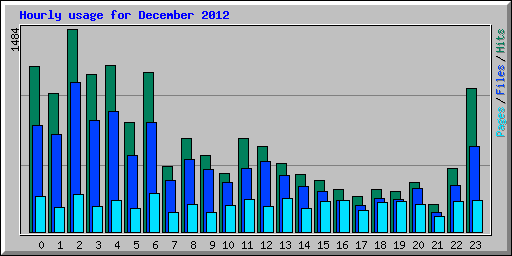 Hourly usage for December 2012
1484
Pages/Files/Hits
0 1 2 3 4 5 6 7 8 9 10 11 12 13 14 15 16 17 18 19 20 21 22 23